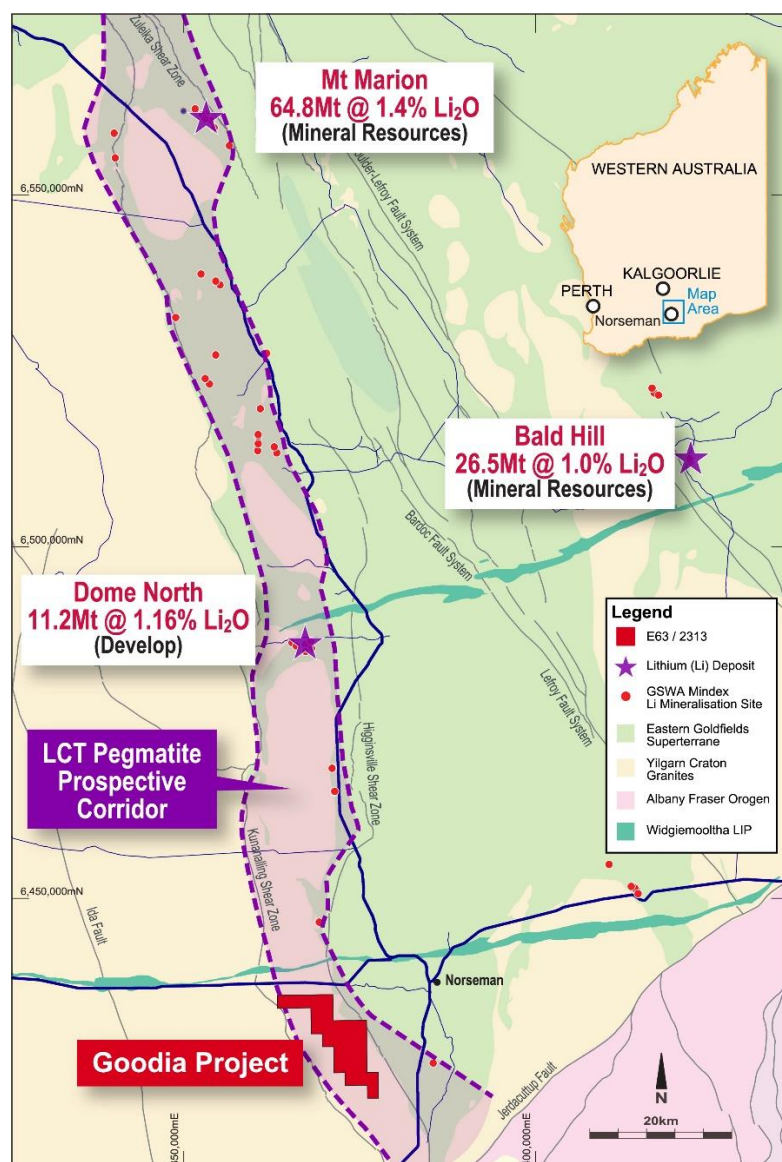 Zuleika Shear Zone
Mt Marion
64.8Mt @ 1.4% Li₂O
(Mineral Resources)
WESTERN AUSTRALIA
KALGOORLIE
PERTH
Map
Area
Norseman
6,550,000mN
Boulder-Lefroy Fault System
Bald Hill
26.5Mt @ 1.0% Li₂O
(Mineral Resources)
Bardoc Fault System
6,500,000mN
Dome North
11.2Mt @ 1.16% Li₂O
(Develop)
Lefroy Fault System
Legend
E63 / 2313
Lithium (Li) Deposit
GSWA Mindex
Li Mineralisation Site
Eastern Goldfields
Superterrane
Yilgarn Craton
Granites
Albany Fraser Orogen
Widgiemooltha LIP
LCT Pegmatite
Prospective
Corridor
Higginsville Shear Zone
Kunanalling Shear Zone
Ida Fault
6,450,000mN
Norseman
Goodia Project
Jerdacuttup Fault
N
20km